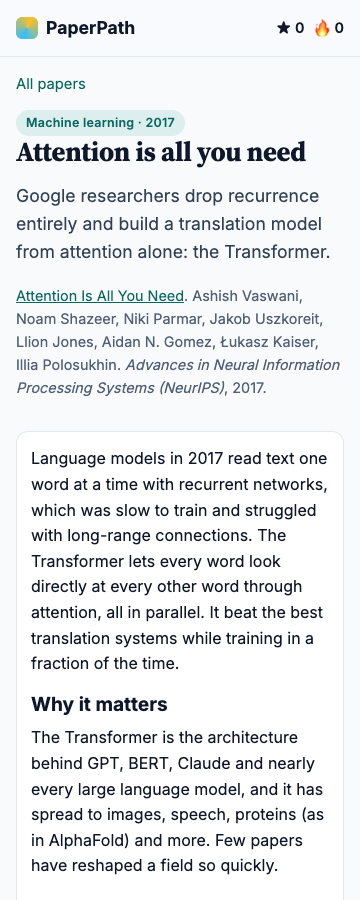 PaperPath
★ 0 🔥 0
All papers
Machine learning · 2017
Attention is all you need
Google researchers drop recurrence
entirely and build a translation model
from attention alone: the Transformer.
Attention Is All You Need. Ashish Vaswani,
Noam Shazeer, Niki Parmar, Jakob Uszkoreit,
Llion Jones, Aidan N. Gomez, Łukasz Kaiser,
Illia Polosukhin. Advances in Neural Information
Processing Systems (NeurIPS), 2017.
Language models in 2017 read text one
word at a time with recurrent networks,
which was slow to train and struggled
with long-range connections. The
Transformer lets every word look
directly at every other word through
attention, all in parallel. It beat the best
translation systems while training in a
fraction of the time.
Why it matters
The Transformer is the architecture
behind GPT, BERT, Claude and nearly
every large language model, and it has
spread to images, speech, proteins (as
in AlphaFold) and more. Few papers
have reshaped a field so quickly.